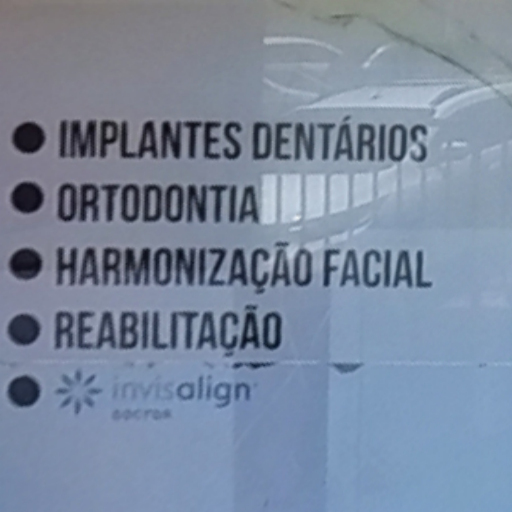 ● IMPLANTES DENTÁRIOS
● ORTODONTIA
● HARMONIZAÇÃO FACIAL
● REABILITAÇÃO
● invisalign